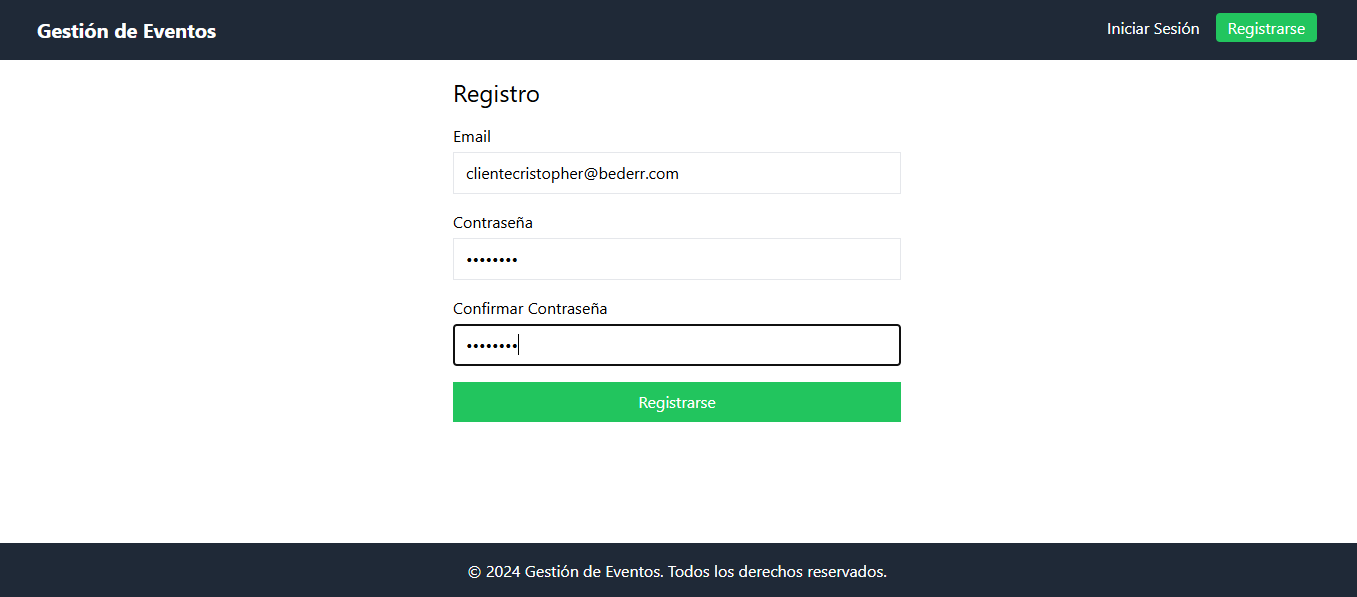 Gestión de Eventos
Iniciar Sesión
Registrarse
Registro
Email
clientecristopher@bederr.com
Contraseña
••••••••
Confirmar Contraseña
••••••••
Registrarse
© 2024 Gestión de Eventos. Todos los derechos reservados.